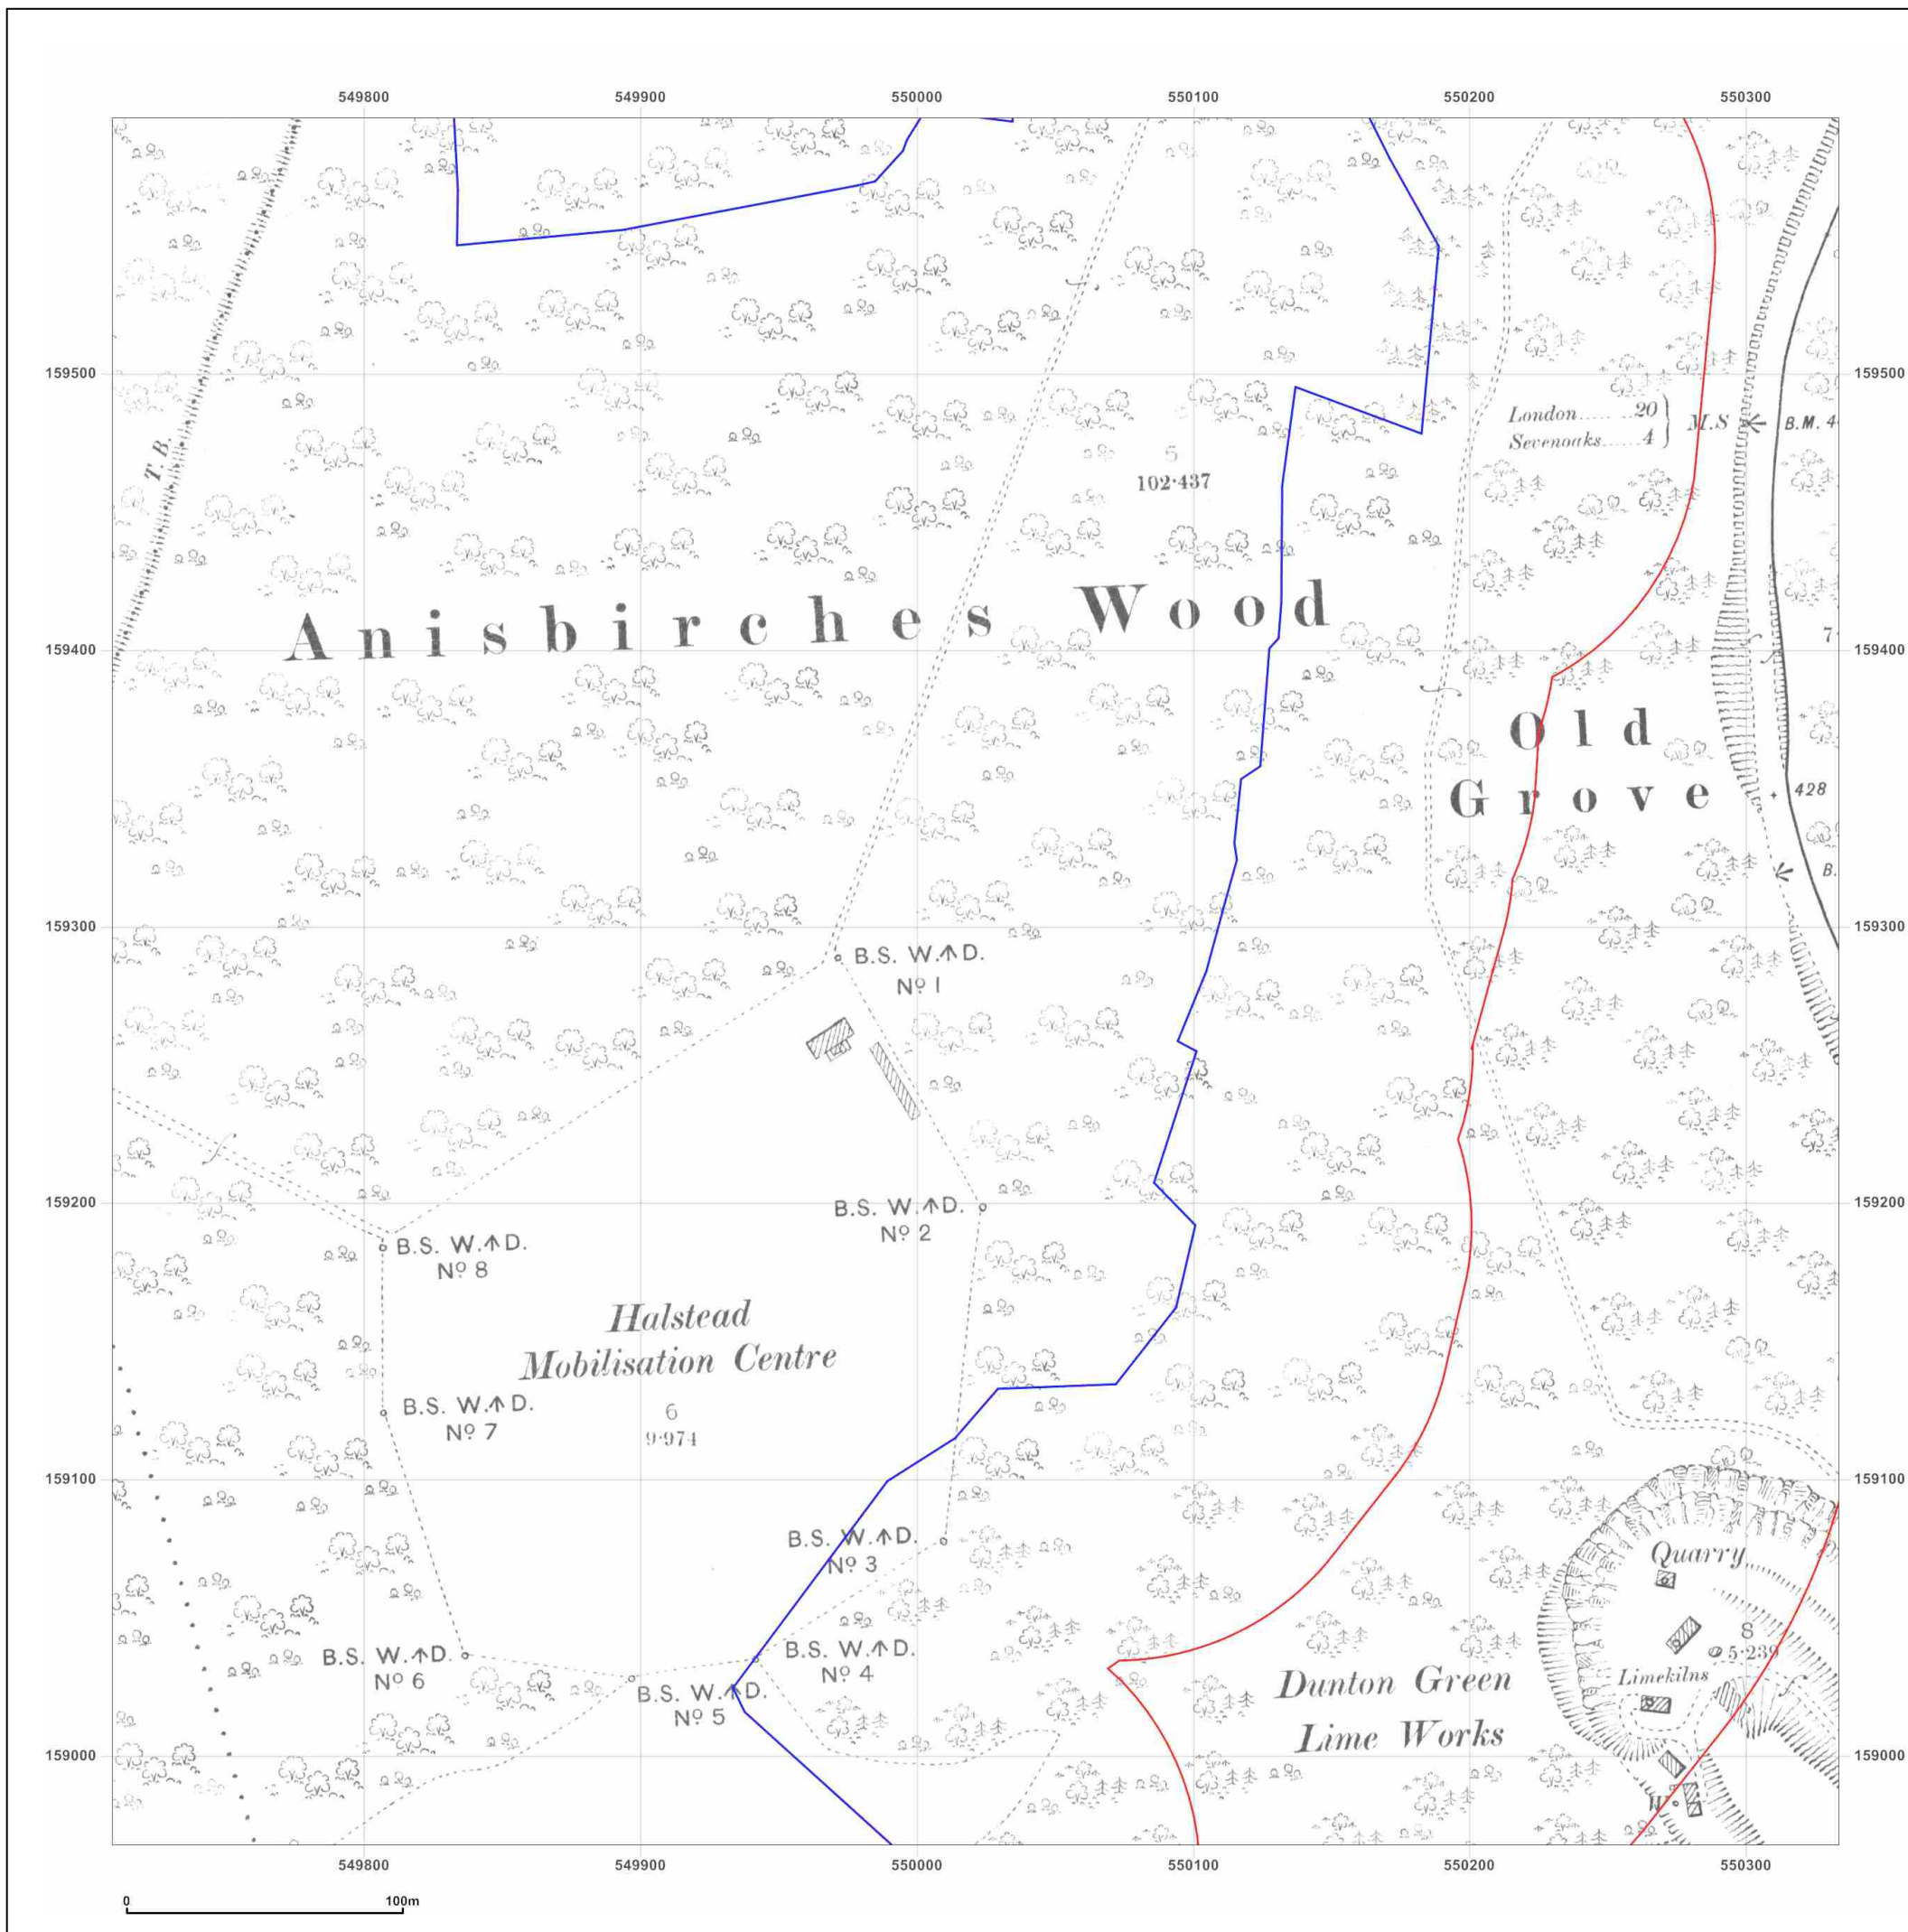 549800 549900 550000 550100 550200 550300
159500 159500
London......20
Sevenoaks.....4
M.S
B.M. 4
T.B.
5
102·437
Anisbirches Wood
7
159400 159400
Old
Grove
428
B.
159300 159300
B.S. W.↑D.
Nº 1
159200 159200
B.S. W.↑D.
Nº 2
B.S. W.↑D.
Nº 8
Halstead
Mobilisation Centre
B.S. W.↑D.
Nº 7
6
9·974
159100 159100
B.S. W.↑D.
Nº 3
Quarry
B.S. W.↑D.
Nº 4
B.S. W.↑D.
Nº 6
8
5·239
Limekilns
B.S. W.↑D.
Nº 5
Dunton Green
Lime Works
159000 159000
W.
549800 549900 550000 550100 550200 550300
0 100m